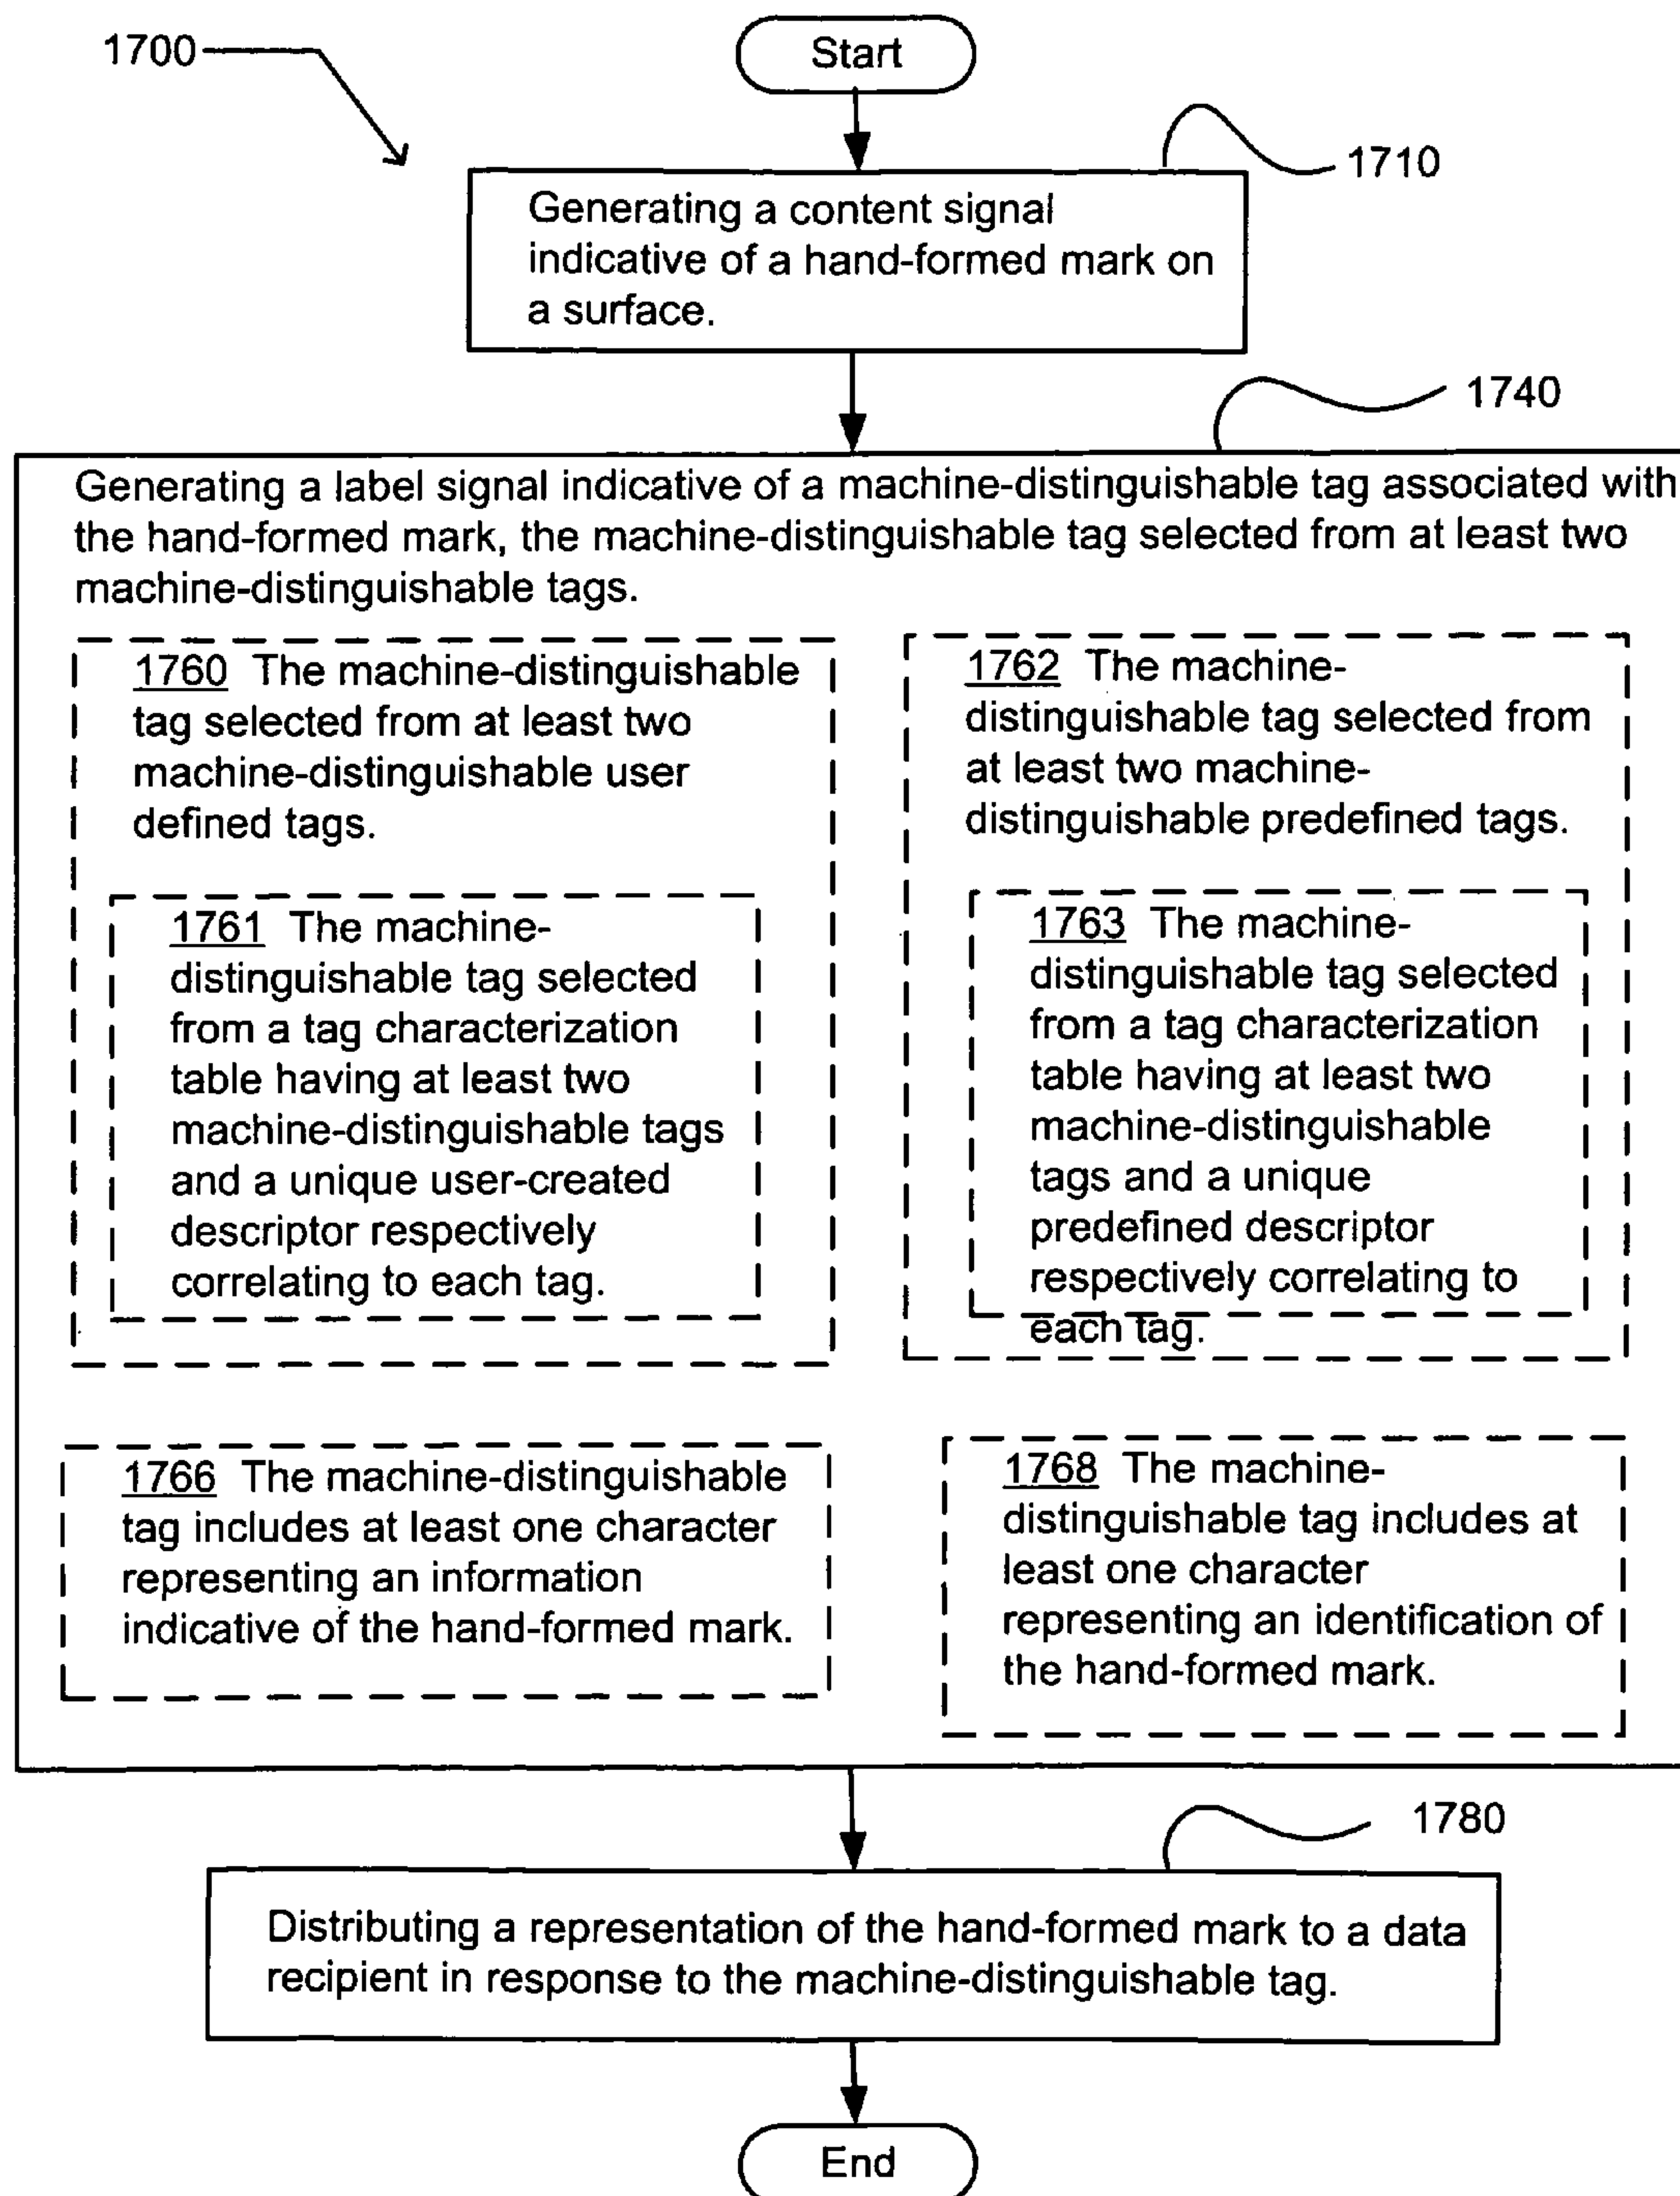 1700
Start
1710
Generating a content signal
indicative of a hand-formed mark on
a surface.
1740
Generating a label signal indicative of a machine-distinguishable tag associated with
the hand-formed mark, the machine-distinguishable tag selected from at least two
machine-distinguishable tags.
1760 The machine-distinguishable
tag selected from at least two
machine-distinguishable user
defined tags.
1761 The machine-
distinguishable tag selected
from a tag characterization
table having at least two
machine-distinguishable tags
and a unique user-created
descriptor respectively
correlating to each tag.
1762 The machine-
distinguishable tag selected from
at least two machine-
distinguishable predefined tags.
1763 The machine-
distinguishable tag selected
from a tag characterization
table having at least two
machine-distinguishable
tags and a unique
predefined descriptor
respectively correlating to
each tag.
1766 The machine-distinguishable
tag includes at least one character
representing an information
indicative of the hand-formed mark.
1768 The machine-
distinguishable tag includes at
least one character
representing an identification of
the hand-formed mark.
1780
Distributing a representation of the hand-formed mark to a data
recipient in response to the machine-distinguishable tag.
End